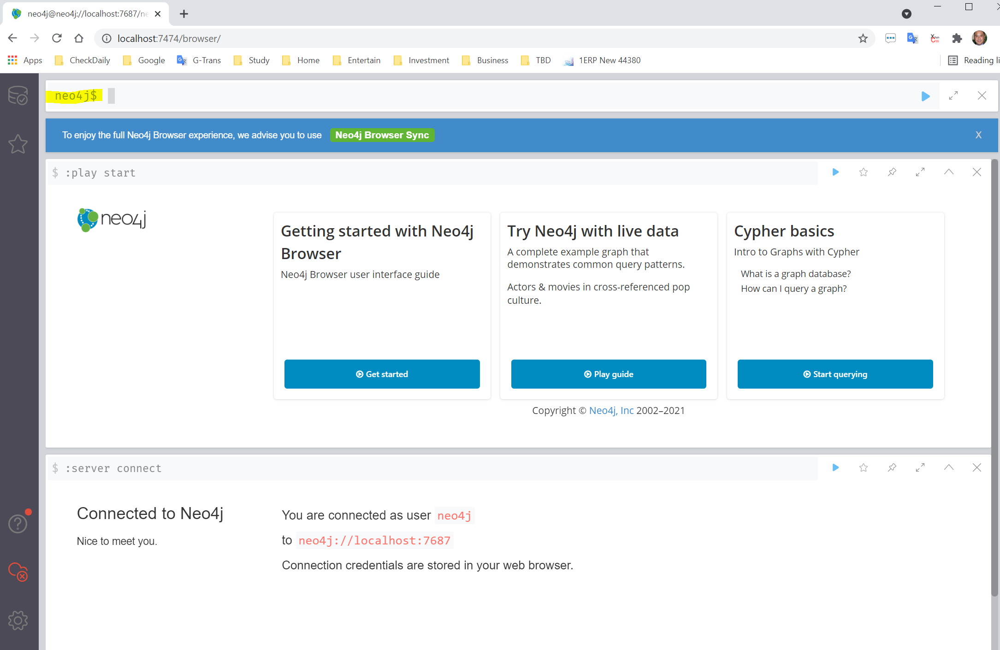 neo4j@neo4j://localhost:7687/ne
localhost:7474/browser/
Apps CheckDaily Google G-Trans Study Home Entertain Investment Business TBD 1ERP New 44380 Reading li
neo4j$
To enjoy the full Neo4j Browser experience, we advise you to use Neo4j Browser Sync x
$ :play start
neo4j
Getting started with Neo4j
Browser
Neo4j Browser user interface guide
Get started
Try Neo4j with live data
A complete example graph that
demonstrates common query patterns.
Actors & movies in cross-referenced pop
culture.
Play guide
Cypher basics
Intro to Graphs with Cypher
What is a graph database?
How can I query a graph?
Start querying
Copyright © Neo4j, Inc 2002–2021
$ :server connect
Connected to Neo4j
Nice to meet you.
You are connected as user neo4j
to neo4j://localhost:7687
Connection credentials are stored in your web browser.